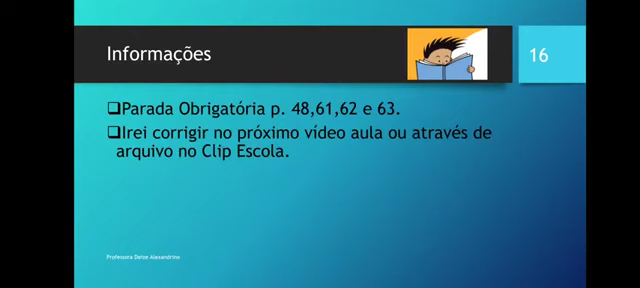 Informações
16
❑Parada Obrigatória p. 48,61,62 e 63.
❑Irei corrigir no próximo vídeo aula ou através de
arquivo no Clip Escola.
Professora Deize Alexandrino